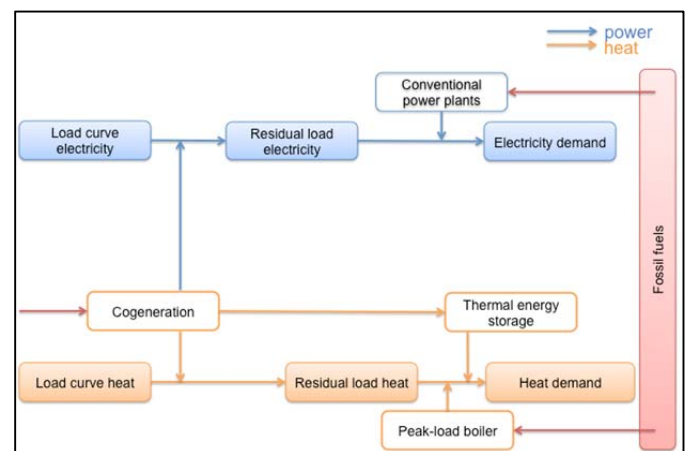 power
heat
Conventional
power plants
Load curve
electricity
Residual load
electricity
Electricity demand
Fossil fuels
Cogeneration
Thermal energy
storage
Load curve heat
Residual load heat
Heat demand
Peak-load boiler